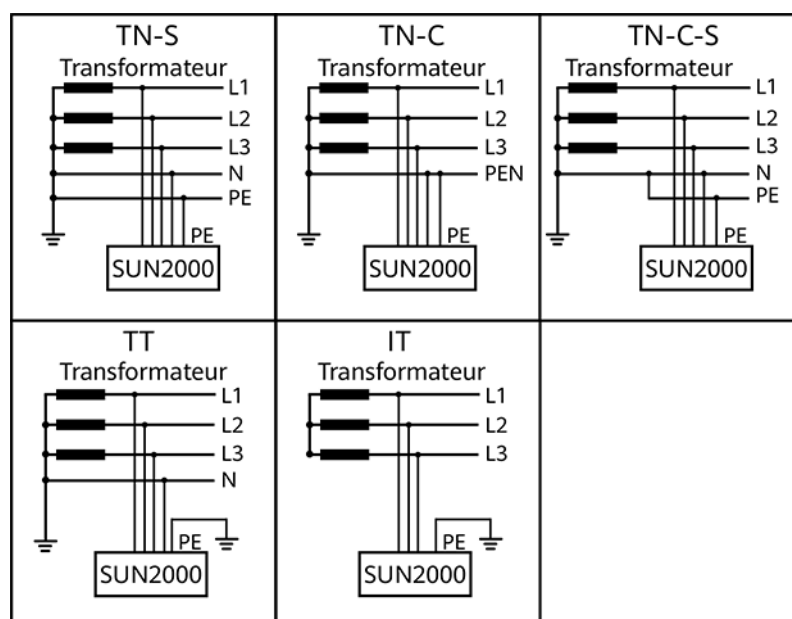 TN-S
Transformateur
L1
L2
L3
N
PE
PE
SUN2000
TN-C
Transformateur
L1
L2
L3
PEN
PE
SUN2000
TN-C-S
Transformateur
L1
L2
L3
N
PE
PE
SUN2000
TT
Transformateur
L1
L2
L3
N
PE
SUN2000
IT
Transformateur
L1
L2
L3
PE
SUN2000